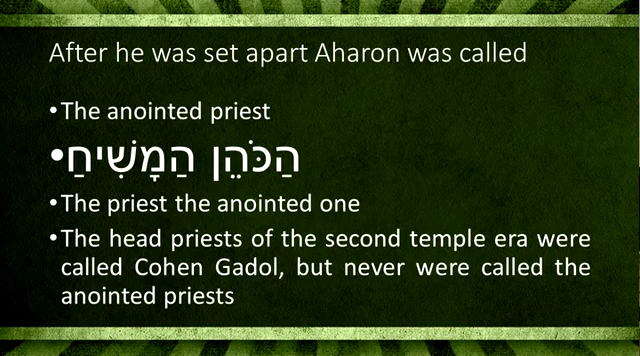 After he was set apart Aharon was called
•The anointed priest
•הַכֹּהֵן הַמָּשִׁיחַ
•The priest the anointed one
•The head priests of the second temple era were
called Cohen Gadol, but never were called the
anointed priests